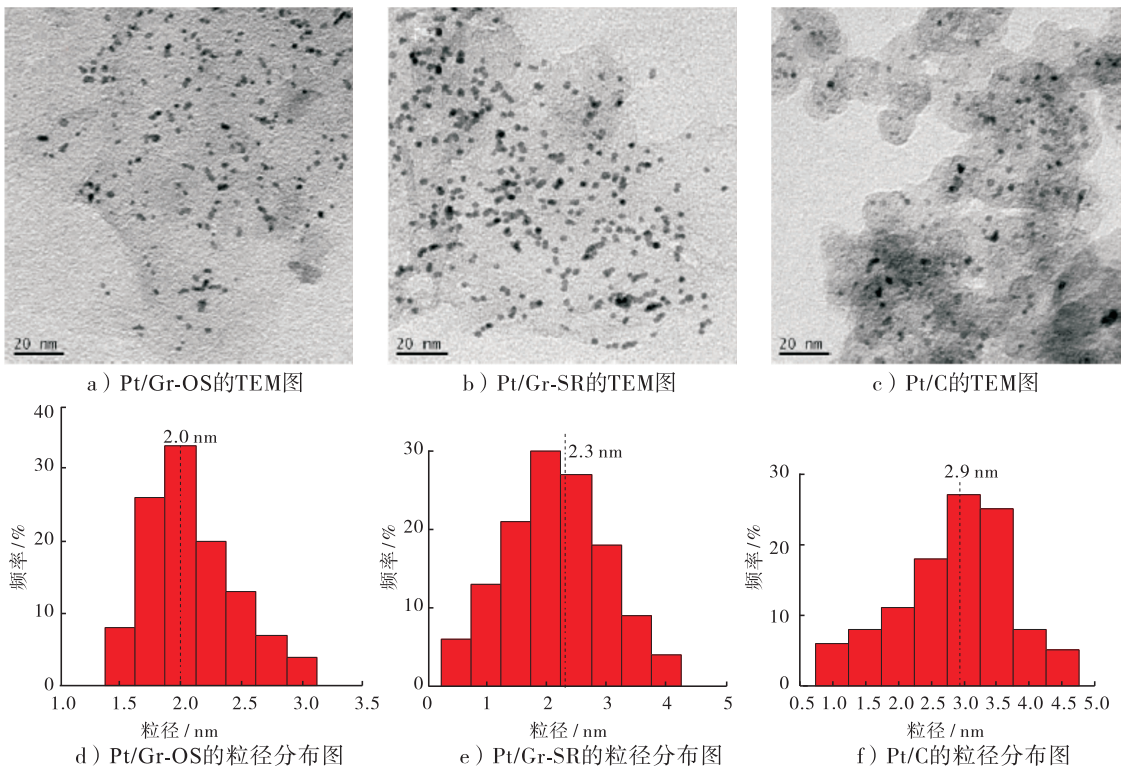 20 nm
20 nm
20 nm
a）Pt/Gr-OS的TEM图
b）Pt/Gr-SR的TEM图
c）Pt/C的TEM图
40
30
20
10
0
频率/%
2.0 nm
1.0 1.5 2.0 2.5 3.0 3.5
粒径/nm
d）Pt/Gr-OS的粒径分布图
30
20
10
0
频率/%
2.3 nm
0 1 2 3 4 5
粒径/nm
e）Pt/Gr-SR的粒径分布图
30
20
10
0
频率/%
2.9 nm
0.5 1.0 1.5 2.0 2.5 3.0 3.5 4.0 4.5 5.0
粒径/nm
f）Pt/C的粒径分布图